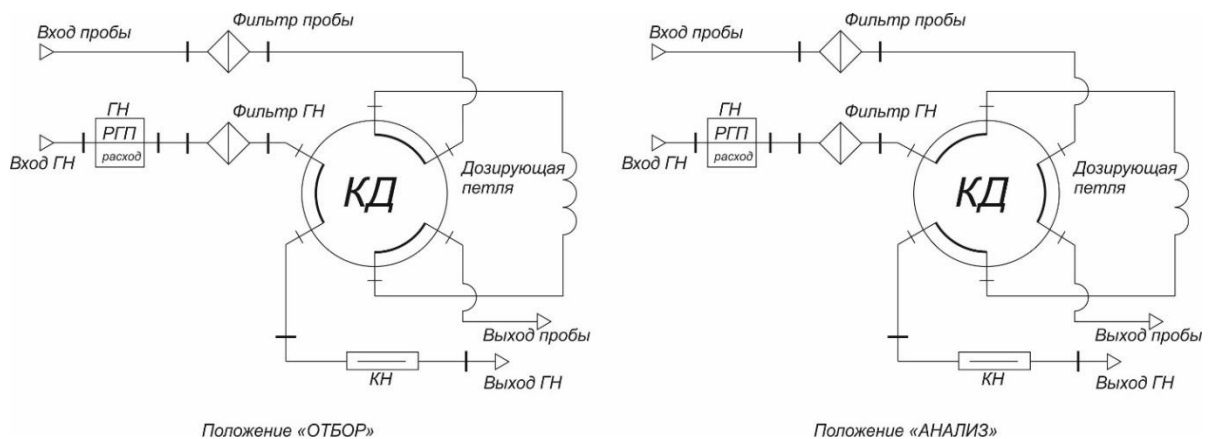 Вход пробы
Фильтр пробы
ГН
РГП
расход
Вход ГН
Фильтр ГН
КД
Дозирующая
петля
Выход пробы
КН
Выход ГН
Положение «ОТБОР»
Вход пробы
Фильтр пробы
ГН
РГП
расход
Вход ГН
Фильтр ГН
КД
Дозирующая
петля
Выход пробы
КН
Выход ГН
Положение «АНАЛИЗ»